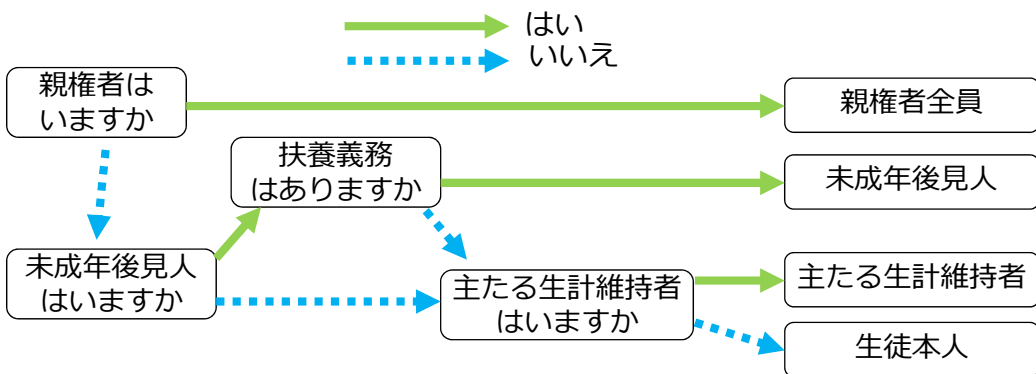 はい
いいえ
親権者は
いますか
親権者全員
扶養義務
はありますか
未成年後見人
未成年後見人
はいますか
主たる生計維持者
はいますか
主たる生計維持者
生徒本人